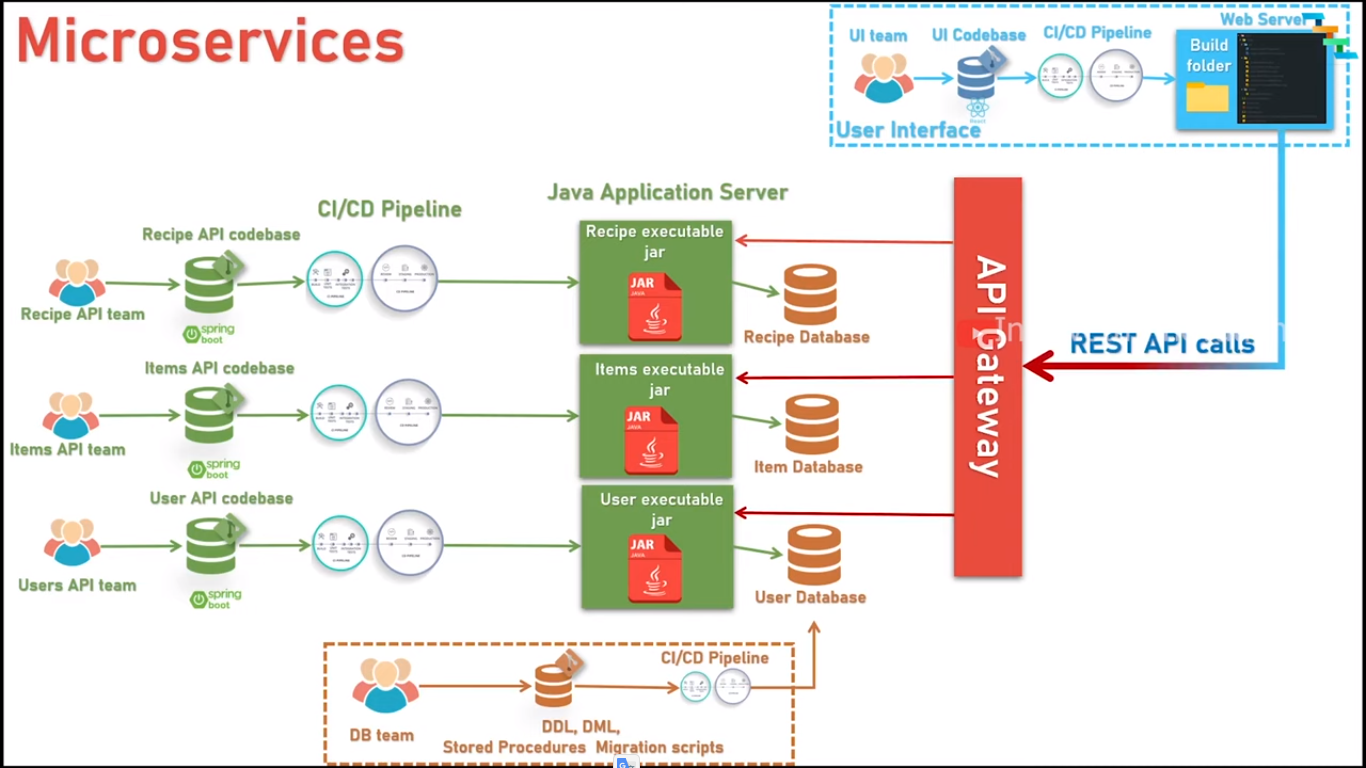 Microservices
Web Server
UI team
UI Codebase
CI/CD Pipeline
Build
folder
React
User Interface
Java Application Server
CI/CD Pipeline
Recipe API codebase
Recipe executable
jar
JAR
JAVA
Recipe API team
spring
boot
Recipe Database
API Gateway
REST API calls
Items API codebase
Items executable
jar
JAR
JAVA
Items API team
spring
boot
Item Database
User API codebase
User executable
jar
JAR
JAVA
Users API team
spring
boot
User Database
CI/CD Pipeline
DB team
DDL, DML,
Stored Procedures Migration scripts